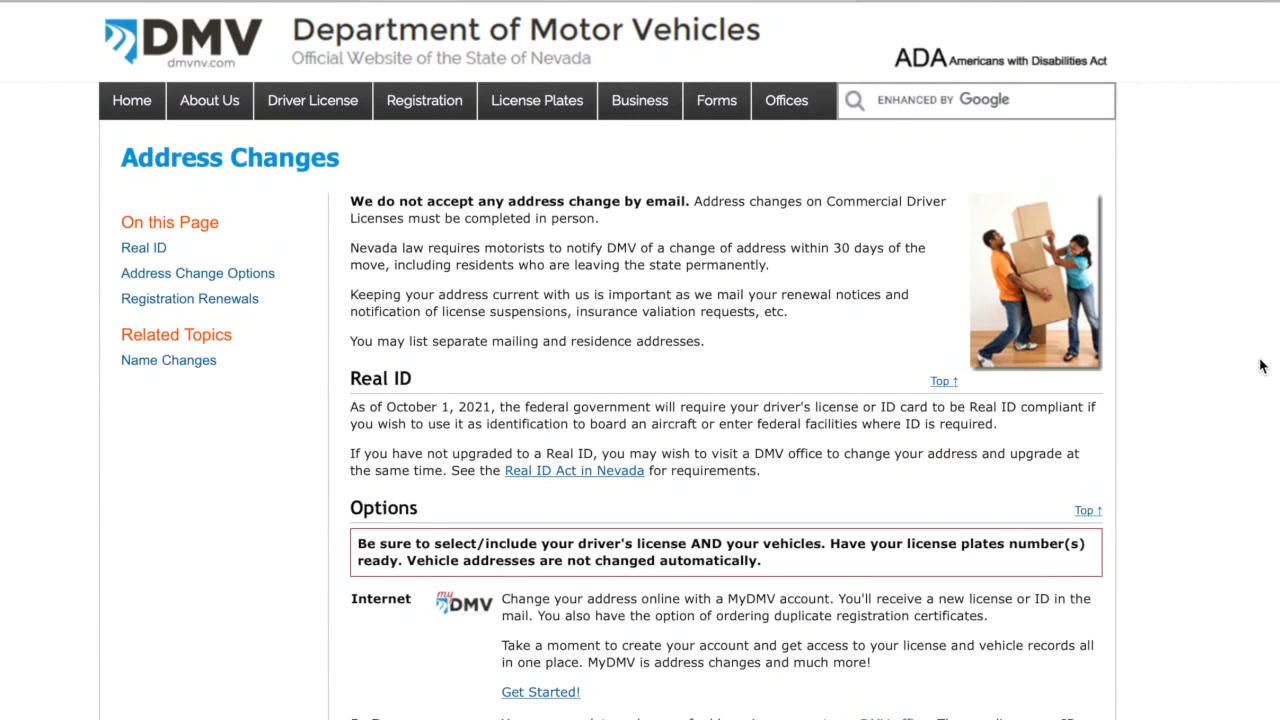 DMV
dmvnv.com
Department of Motor Vehicles
Official Website of the State of Nevada
ADA Americans with Disabilities Act
Home
About Us
Driver License
Registration
License Plates
Business
Forms
Offices
ENHANCED BY Google
Address Changes
On this Page
Real ID
Address Change Options
Registration Renewals
Related Topics
Name Changes
We do not accept any address change by email. Address changes on Commercial Driver
Licenses must be completed in person.
Nevada law requires motorists to notify DMV of a change of address within 30 days of the
move, including residents who are leaving the state permanently.
Keeping your address current with us is important as we mail your renewal notices and
notification of license suspensions, insurance valiation requests, etc.
You may list separate mailing and residence addresses.
Real ID
Top ↑
As of October 1, 2021, the federal government will require your driver's license or ID card to be Real ID compliant if
you wish to use it as identification to board an aircraft or enter federal facilities where ID is required.
If you have not upgraded to a Real ID, you may wish to visit a DMV office to change your address and upgrade at
the same time. See the Real ID Act in Nevada for requirements.
Options
Top ↑
Be sure to select/include your driver's license AND your vehicles. Have your license plates number(s)
ready. Vehicle addresses are not changed automatically.
Internet
my DMV
Change your address online with a MyDMV account. You'll receive a new license or ID in the
mail. You also have the option of ordering duplicate registration certificates.
Take a moment to create your account and get access to your license and vehicle records all
in one place. MyDMV is address changes and much more!
Get Started!